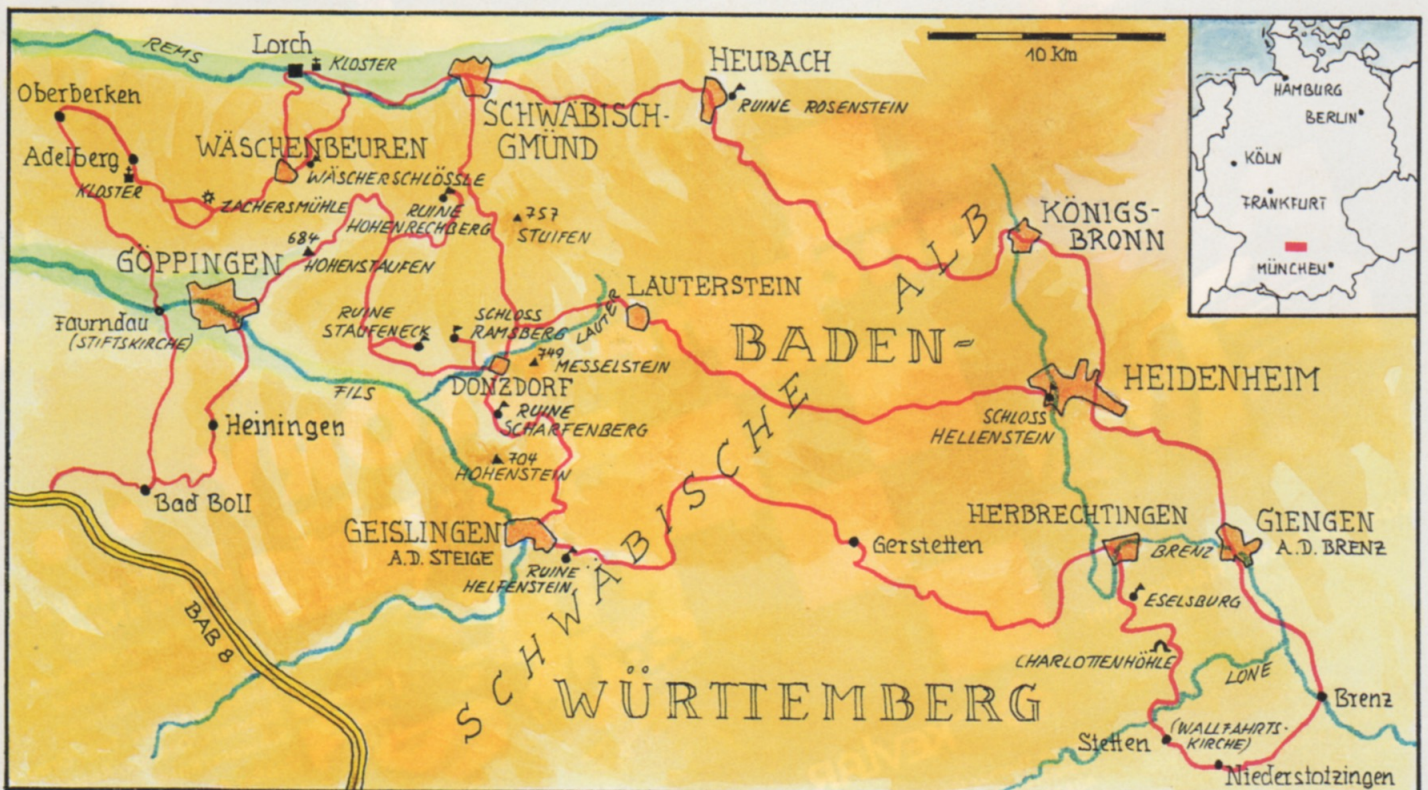 REMS
Lorch
KLOSTER
Oberberken
Adelberg
KLOSTER
WÄSCHENBEUREN
WÄSCHERSCHLÖSSLE
ZACHERSMÜHLE
SCHWÄBISCH-
GMÜND
HEUBACH
RUINE ROSENSTEIN
10 Km
HAMBURG
BERLIN
KÖLN
FRANKFURT
MÜNCHEN
RUINE
HOHENRECHBERG
757
STUIFEN
684
HOHENSTAUFEN
GÖPPINGEN
Faurndau
(STIFTSKIRCHE)
RUINE
STAUFENECK
SCHLOSS
RAMSBERG
LAUTER
LAUTERSTEIN
749
MESSELSTEIN
KÖNIGS-
BRONN
SCHWÄBISCHE ALB
BADEN=
WÜRTTEMBERG
FILS
DONZDORF
RUINE
SCHARFENBERG
704
HOHENSTEIN
Heiningen
Bad Boll
HEIDENHEIM
SCHLOSS
HELLENSTEIN
GEISLINGEN
A.D. STEIGE
RUINE
HELFENSTEIN
Gerstetten
HERBRECHTINGEN
BRENZ
GIENGEN
A.D. BRENZ
ESELSBURG
BAB 8
CHARLOTTENHÖHLE
LONE
Brenz
Stetten
(WALLFAHRTS-
KIRCHE)
Niederstotzingen